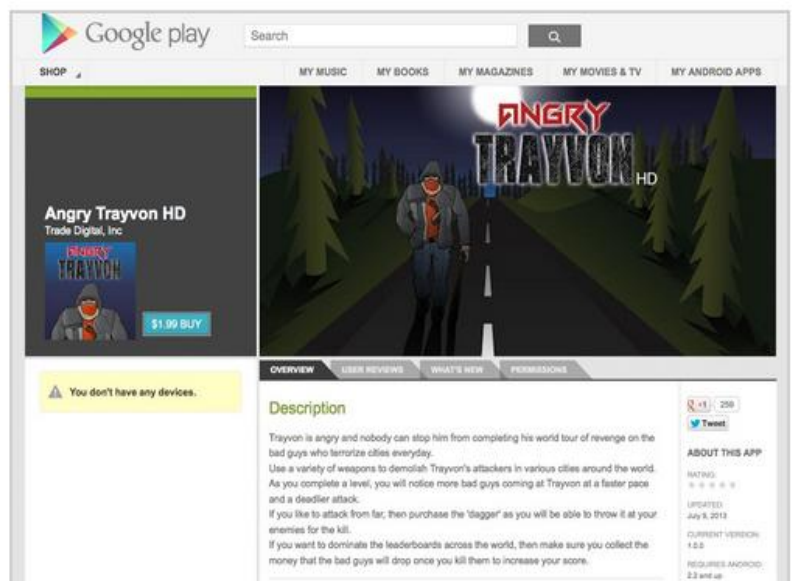 Google play
Search
SHOP
MY MUSIC MY BOOKS MY MAGAZINES MY MOVIES & TV MY ANDROID APPS
ANGRY
TRAYVON HD
Angry Trayvon HD
Trade Digital, Inc
ANGRY
TRAYVON
$1.99 BUY
You don't have any devices.
OVERVIEW USER REVIEWS WHAT'S NEW PERMISSIONS
Description
Trayvon is angry and nobody can stop him from completing his world tour of revenge on the
bad guys who terrorize cities everyday.
Use a variety of weapons to demolish Trayvon's attackers in various cities around the world.
As you complete a level, you will notice more bad guys coming at Trayvon at a faster pace
and a deadlier attack.
If you like to attack from far, then purchase the 'dagger' as you will be able to throw it at your
enemies for the kill.
If you want to dominate the leaderboards across the world, then make sure you collect the
money that the bad guys will drop once you kill them to increase your score.
+1 259
Tweet
ABOUT THIS APP
RATING:
UPDATED:
July 9, 2013
CURRENT VERSION:
1.0.0
REQUIRES ANDROID:
2.2 and up